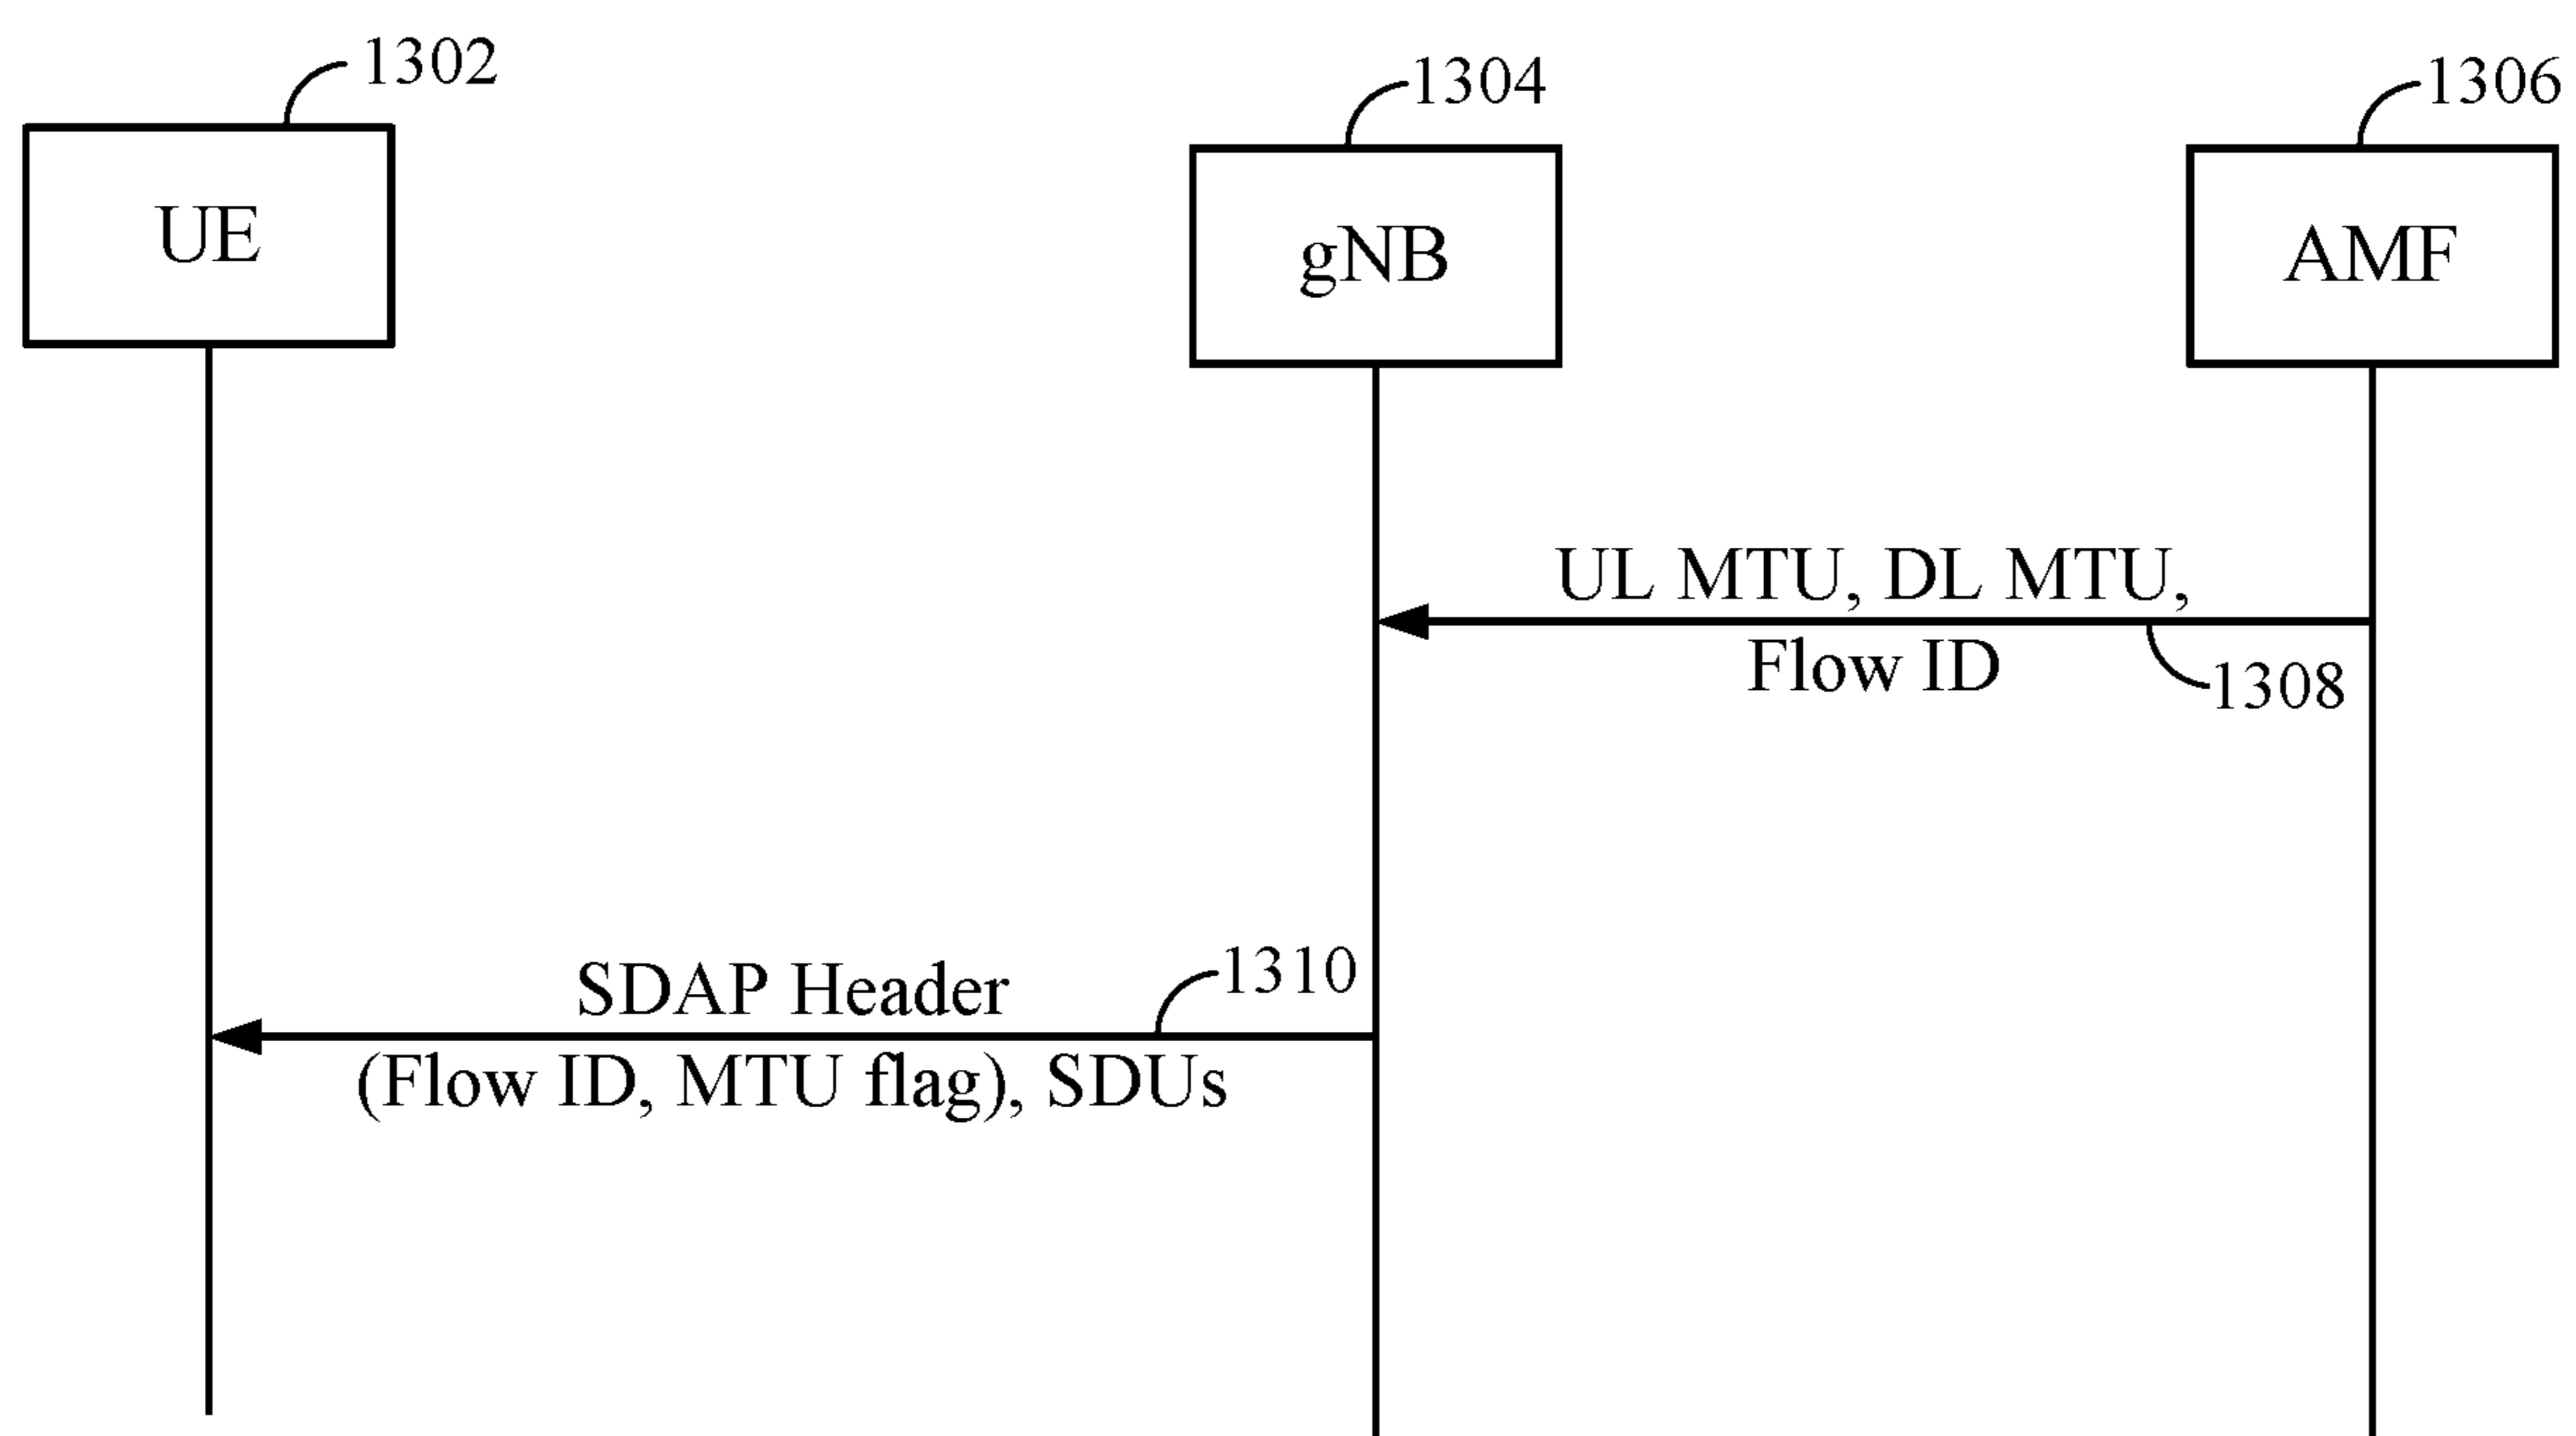 1302
1304
1306
UE
gNB
AMF
UL MTU, DL MTU,
Flow ID
1308
SDAP Header
1310
(Flow ID, MTU flag), SDUs